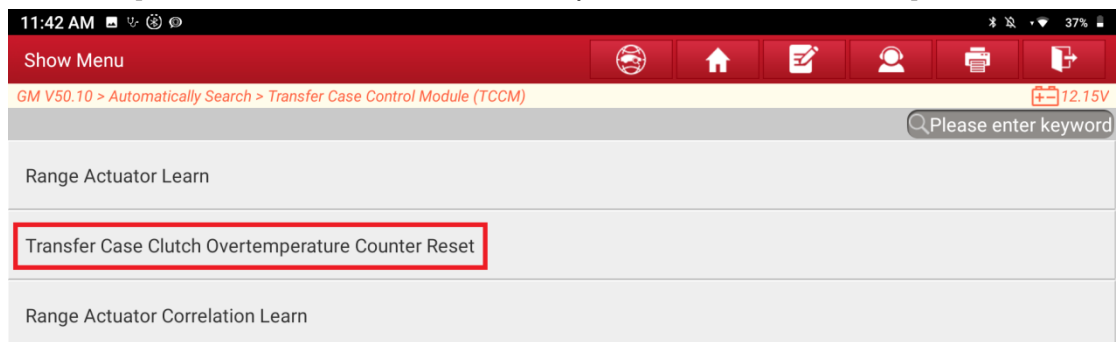 11:42 AM 37%
Show Menu
GM V50.10 > Automatically Search > Transfer Case Control Module (TCCM) 12.15V
Please enter keyword
Range Actuator Learn
Transfer Case Clutch Overtemperature Counter Reset
Range Actuator Correlation Learn